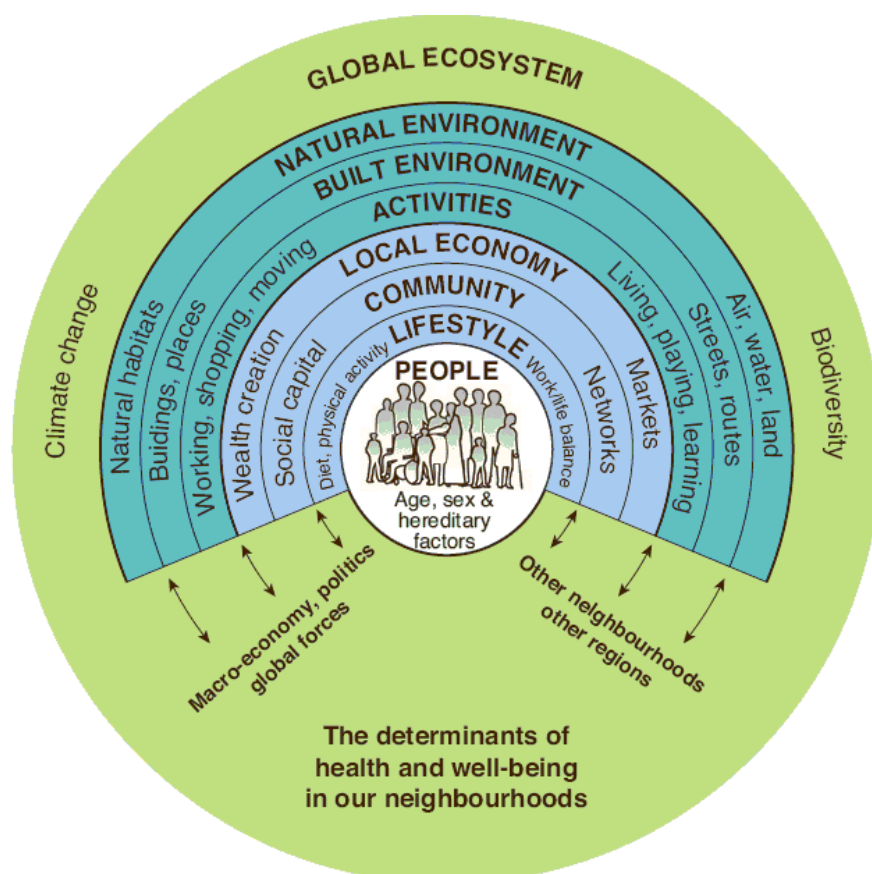 GLOBAL ECOSYSTEM
NATURAL ENVIRONMENT
BUILT ENVIRONMENT
ACTIVITIES
LOCAL ECONOMY
COMMUNITY
LIFESTYLE
PEOPLE
Age, sex &
hereditary
factors
Climate change
Natural habitats
Buidings, places
Working, shopping, moving
Wealth creation
Social capital
Diet, physical activity
Work/life balance
Networks
Markets
Living, playing, learning
Streets, routes
Air, water, land
Biodiversity
Macro-economy, politics
global forces
Other neighbourhoods
other regions
The determinants of
health and well-being
in our neighbourhoods